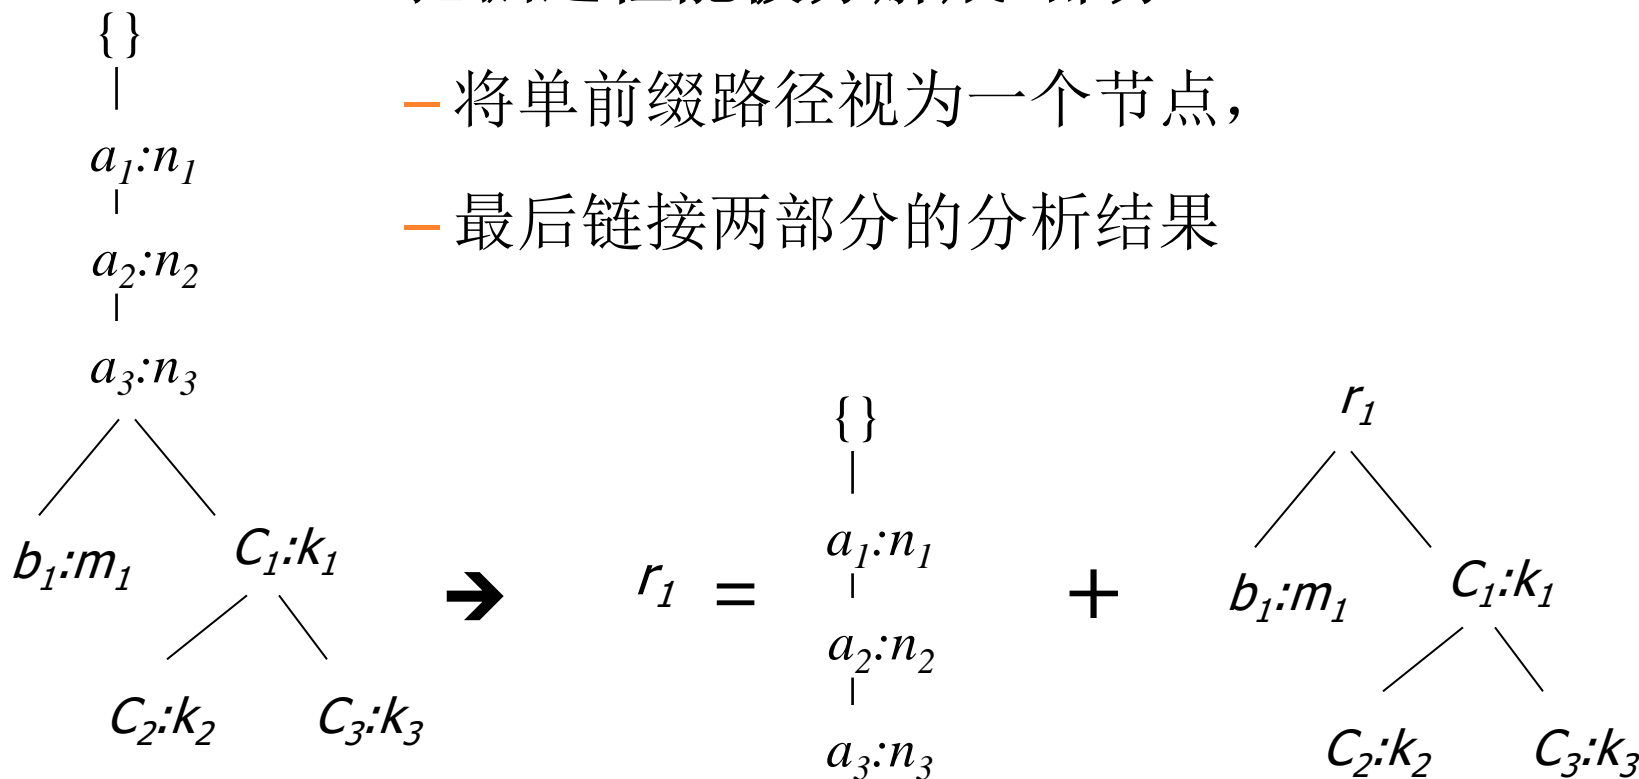 – 将单前缀路径视为一个节点，
– 最后链接两部分的分析结果
{}
a1:n1
a2:n2
a3:n3
b1:m1
C1:k1
C2:k2
C3:k3
➔
r1 =
{}
a1:n1
a2:n2
a3:n3
+
r1
b1:m1
C1:k1
C2:k2
C3:k3